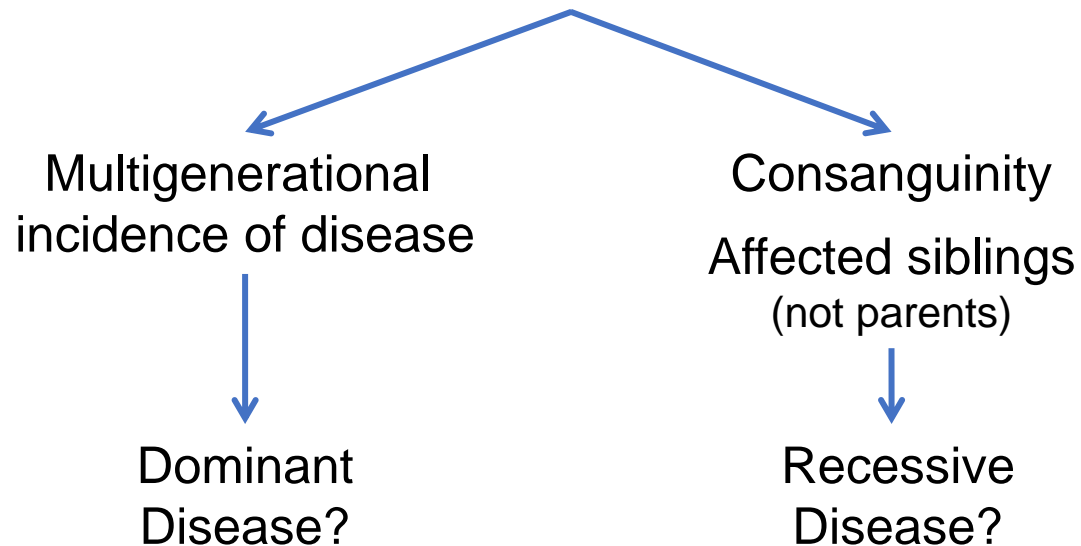 Multigenerational
incidence of disease
Dominant
Disease?
Consanguinity
Affected siblings
(not parents)
Recessive
Disease?